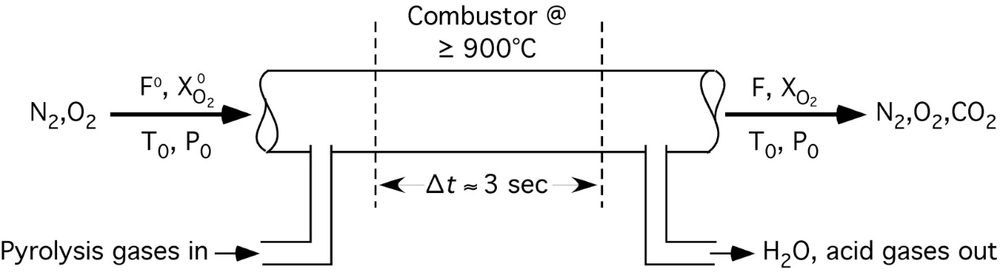 Combustor @
≥ 900°C
F⁰, X⁰O₂
F, XO₂
N₂,O₂
N₂,O₂,CO₂
T₀, P₀
T₀, P₀
Δt ≈ 3 sec
Pyrolysis gases in
H₂O, acid gases out